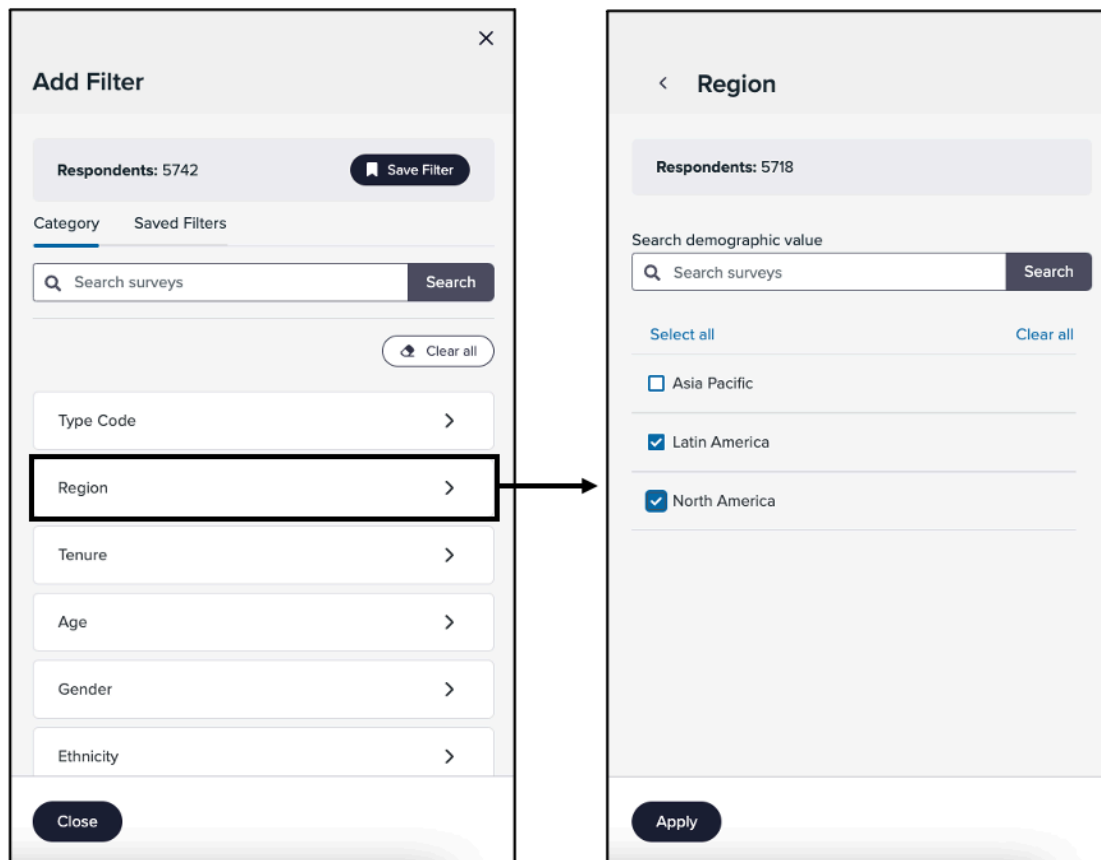 Add Filter
Respondents: 5742
Save Filter
Category Saved Filters
Search surveys Search
Clear all
Type Code
Region
Tenure
Age
Gender
Ethnicity
Close
Region
Respondents: 5718
Search demographic value
Search surveys Search
Select all Clear all
Asia Pacific
Latin America
North America
Apply